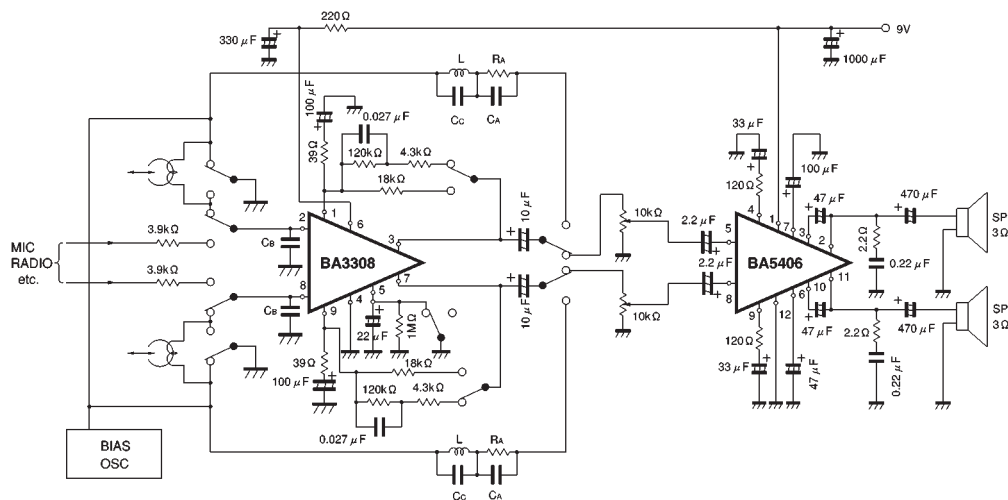 220Ω
9V
330 μF
+
+
1000 μF
L
RA
CC
CA
100 μF
+
0.027 μF
39Ω
120kΩ
4.3kΩ
18kΩ
33 μF
+
100 μF
+
120Ω
47 μF
+
470 μF
+
SP
3Ω
2.2Ω
0.22 μF
10 μF
+
10kΩ
2.2 μF
+
MIC
RADIO
etc.
3.9kΩ
3.9kΩ
CB
CB
2
1
6
3
BA3308
7
8
9
4
5
4
1
7
3
2
5
BA5406
11
10
8
9
12
6
10 μF
+
10kΩ
2.2 μF
+
+
22 μF
1MΩ
39Ω
+
100 μF
18kΩ
120kΩ
4.3kΩ
0.027 μF
120Ω
33 μF
+
+
47 μF
+
47 μF
2.2Ω
+
470 μF
0.22 μF
SP
3Ω
BIAS
OSC
L
RA
CC
CA